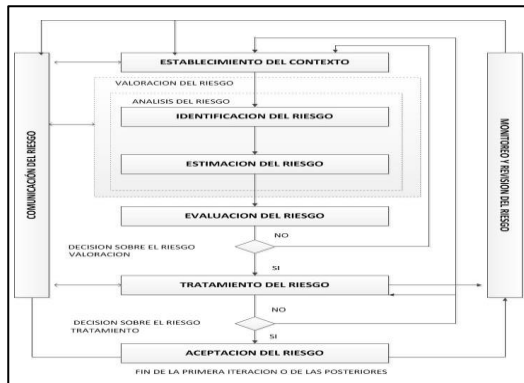 ESTABLECIMIENTO DEL CONTEXTO
VALORACION DEL RIESGO
ANALISIS DEL RIESGO
IDENTIFICACION DEL RIESGO
ESTIMACION DEL RIESGO
EVALUACION DEL RIESGO
NO
DECISION SOBRE EL RIESGO
VALORACION
SI
TRATAMIENTO DEL RIESGO
NO
DECISION SOBRE EL RIESGO
TRATAMIENTO
SI
ACEPTACION DEL RIESGO
FIN DE LA PRIMERA ITERACION O DE LAS POSTERIORES
COMUNICACIÓN DEL RIESGO
MONITOREO Y REVISION DEL RIESGO